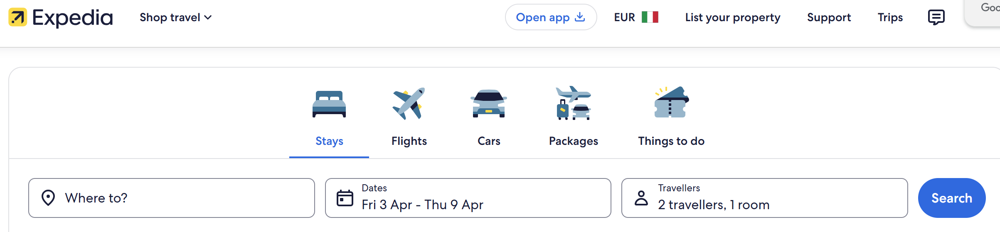 Expedia
Shop travel
Open app
EUR
List your property
Support
Trips
Stays
Flights
Cars
Packages
Things to do
Where to?
Dates
Fri 3 Apr - Thu 9 Apr
Travellers
2 travellers, 1 room
Search